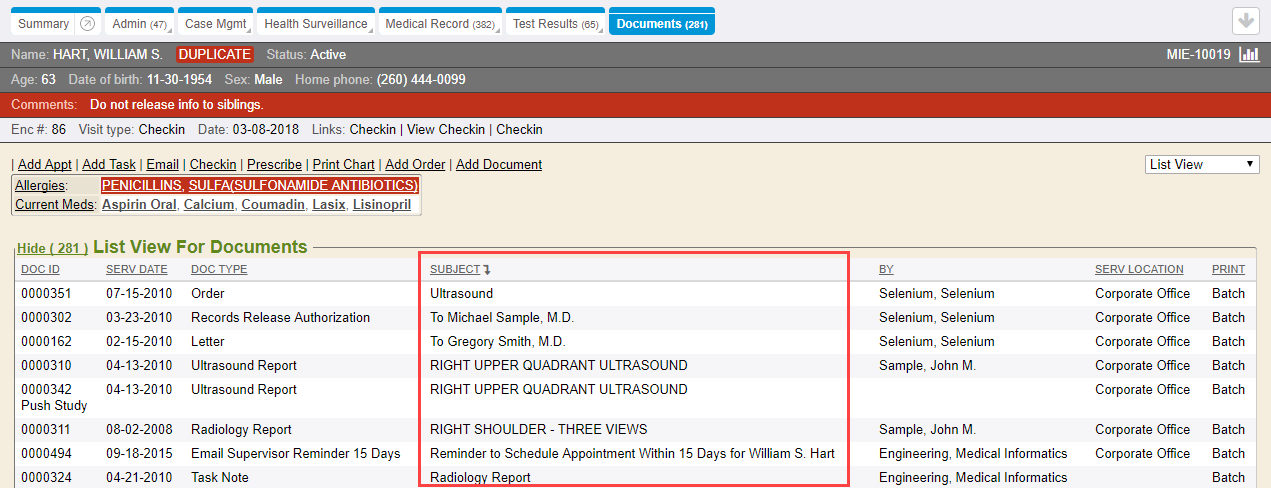 Summary Admin (47) Case Mgmt Health Surveillance Medical Record (382) Test Results (65) Documents (281)
Name: HART, WILLIAM S. DUPLICATE Status: Active MIE-10019
Age: 63 Date of birth: 11-30-1954 Sex: Male Home phone: (260) 444-0099
Comments: Do not release info to siblings.
Enc #: 86 Visit type: Checkin Date: 03-08-2018 Links: Checkin | View Checkin | Checkin
| Add Appt | Add Task | Email | Checkin | Prescribe | Print Chart | Add Order | Add Document List View
Allergies: PENICILLINS, SULFA(SULFONAMIDE ANTIBIOTICS)
Current Meds: Aspirin Oral, Calcium, Coumadin, Lasix, Lisinopril
Hide ( 281 ) List View For Documents
DOC ID SERV DATE DOC TYPE SUBJECT BY SERV LOCATION PRINT
0000351 07-15-2010 Order Ultrasound Selenium, Selenium Corporate Office Batch
0000302 03-23-2010 Records Release Authorization To Michael Sample, M.D. Selenium, Selenium Corporate Office Batch
0000162 02-15-2010 Letter To Gregory Smith, M.D. Selenium, Selenium Corporate Office Batch
0000310 04-13-2010 Ultrasound Report RIGHT UPPER QUADRANT ULTRASOUND Sample, John M. Corporate Office Batch
0000342 04-13-2010 Ultrasound Report RIGHT UPPER QUADRANT ULTRASOUND Corporate Office Batch
Push Study
0000311 08-02-2008 Radiology Report RIGHT SHOULDER - THREE VIEWS Sample, John M. Corporate Office Batch
0000494 09-18-2015 Email Supervisor Reminder 15 Days Reminder to Schedule Appointment Within 15 Days for William S. Hart Engineering, Medical Informatics Corporate Office Batch
0000324 04-21-2010 Task Note Radiology Report Engineering, Medical Informatics Batch